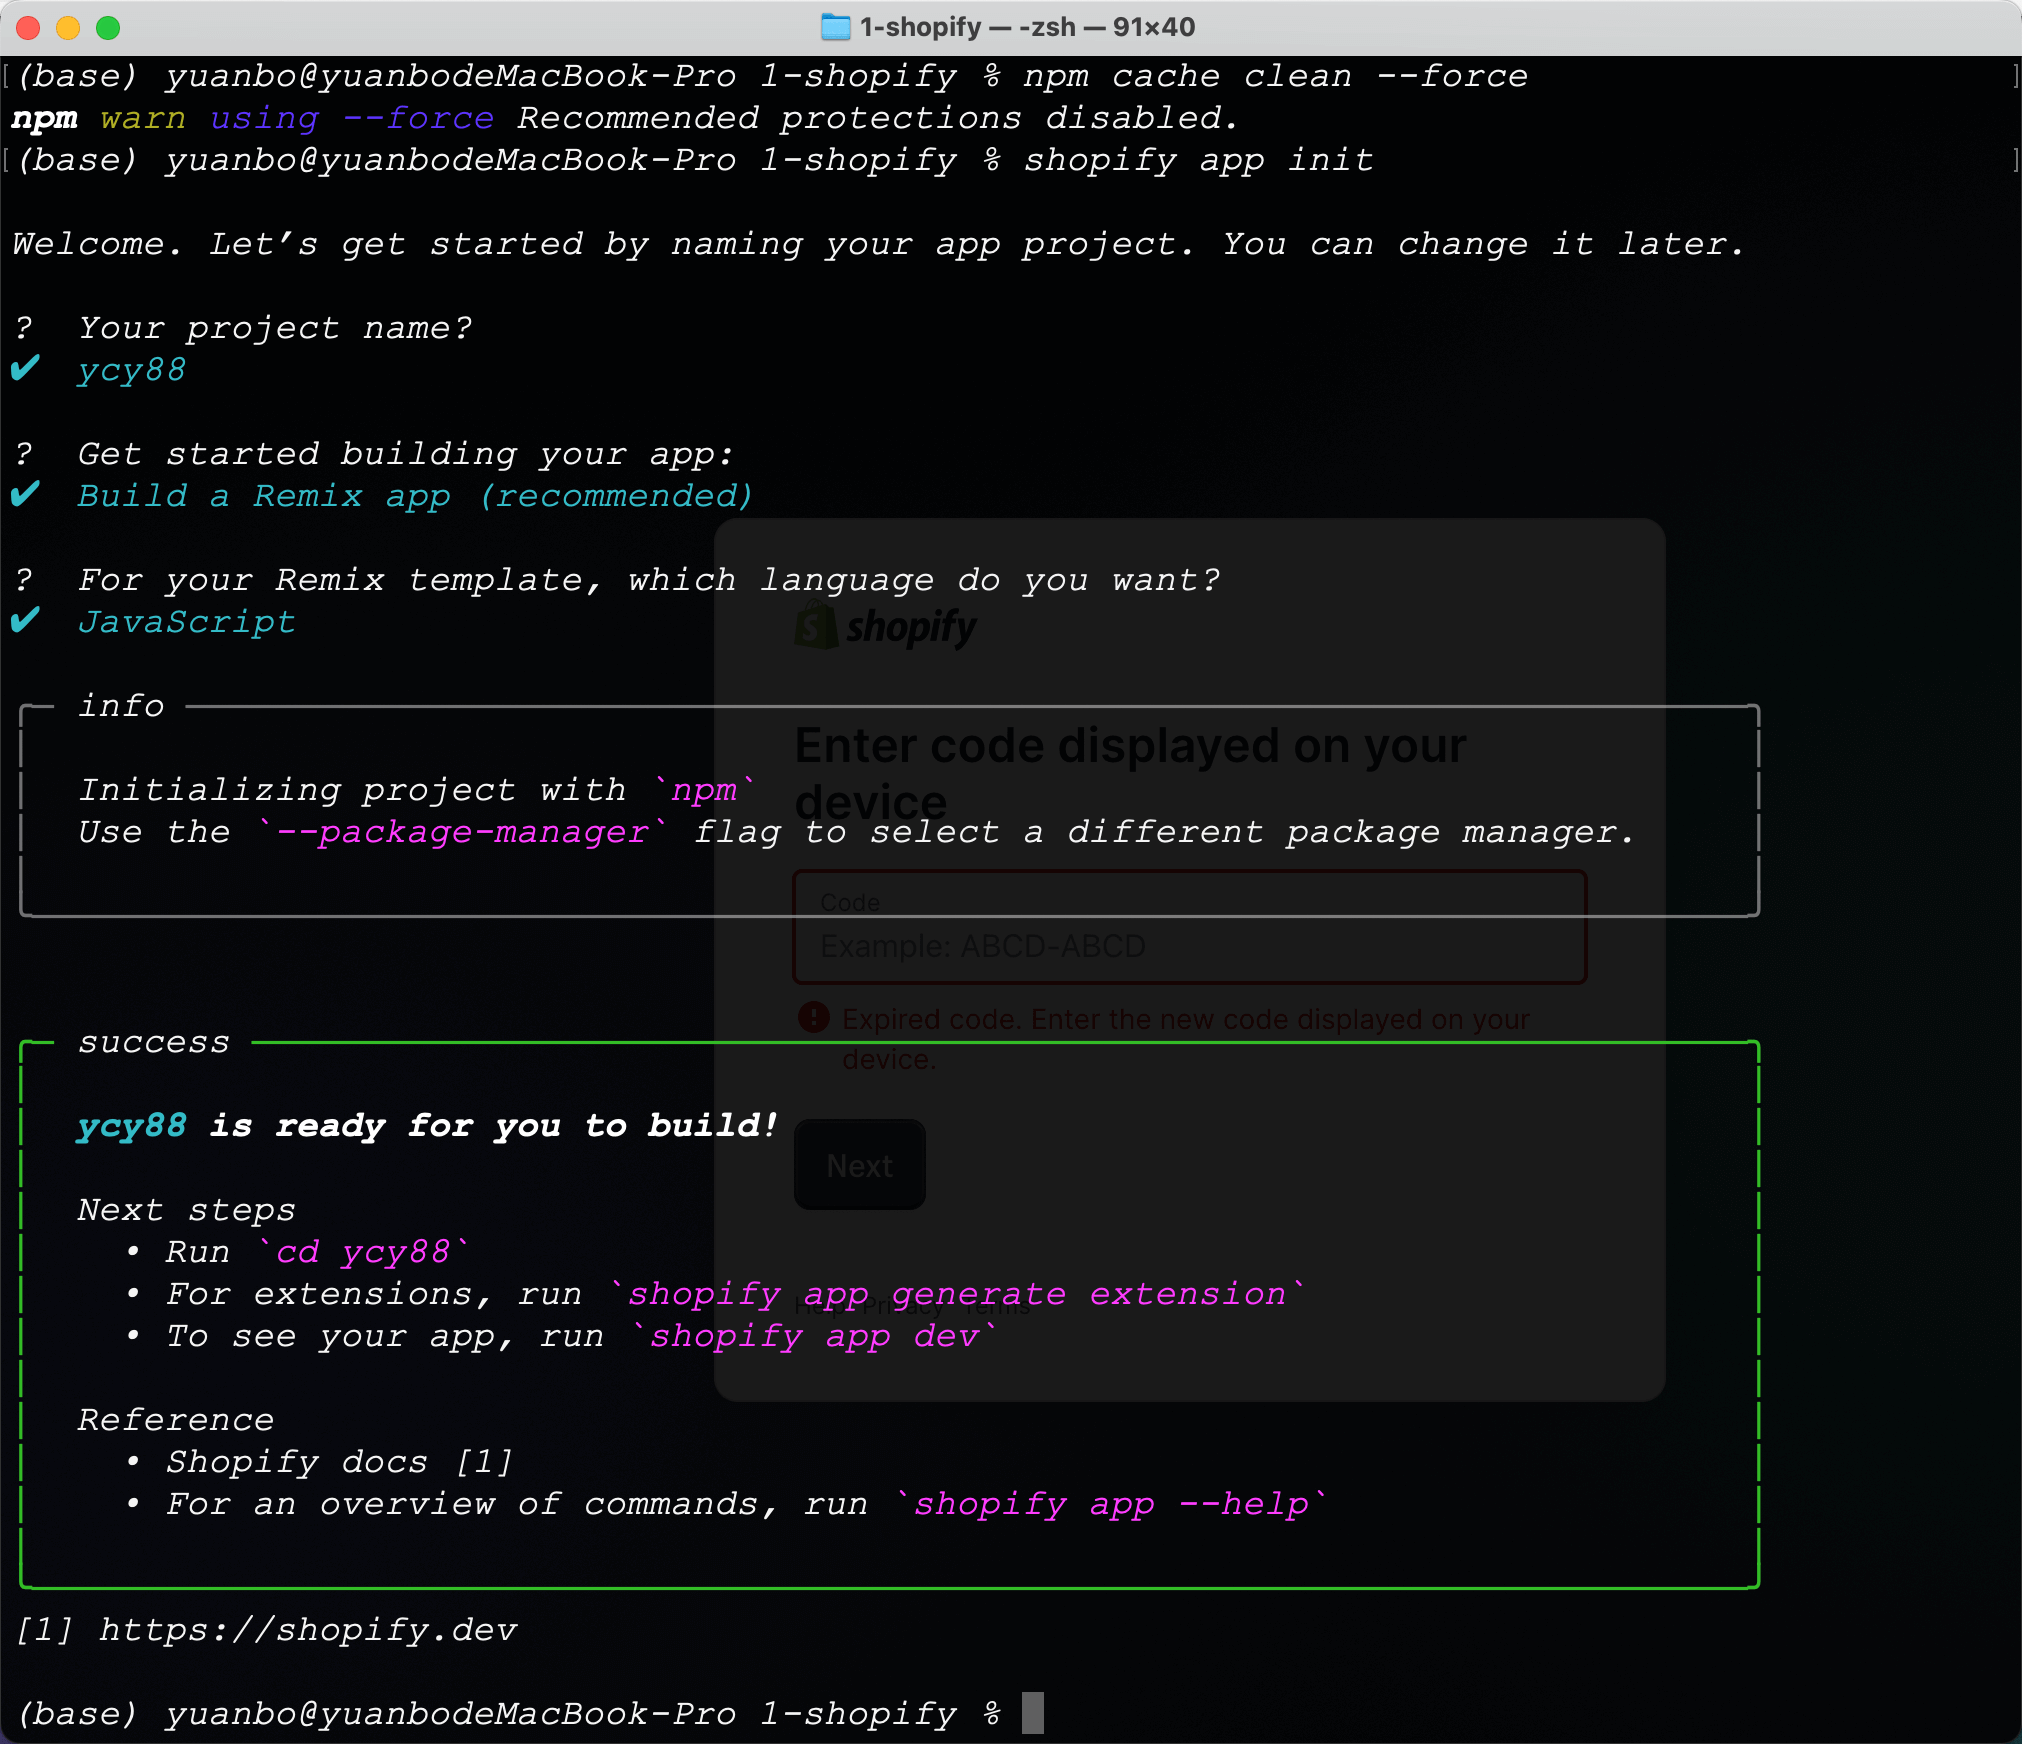 1-shopify — -zsh — 91×40
(base) yuanbo@yuanbodeMacBook-Pro 1-shopify % npm cache clean --force
npm warn using --force Recommended protections disabled.
(base) yuanbo@yuanbodeMacBook-Pro 1-shopify % shopify app init
Welcome. Let’s get started by naming your app project. You can change it later.
? Your project name?
✔ ycy88
? Get started building your app:
✔ Build a Remix app (recommended)
? For your Remix template, which language do you want?
✔ JavaScript
info
Initializing project with `npm`
Use the `--package-manager` flag to select a different package manager.
success
ycy88 is ready for you to build!
Next steps
• Run `cd ycy88`
• For extensions, run `shopify app generate extension`
• To see your app, run `shopify app dev`
Reference
• Shopify docs [1]
• For an overview of commands, run `shopify app --help`
[1] https://shopify.dev
(base) yuanbo@yuanbodeMacBook-Pro 1-shopify %
shopify
Enter code displayed on your
device
Code
Example: ABCD-ABCD
Expired code. Enter the new code displayed on your
device.
Next
Help Privacy Terms